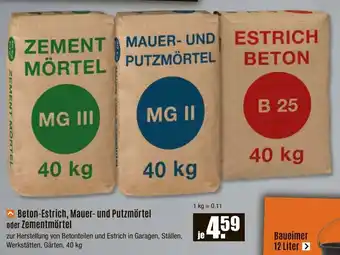 ZEMENT
MÖRTEL
MG III
40 kg
ZEMENT MÖRTEL
MAUER- UND
PUTZMÖRTEL
MG II
40 kg
ESTRICH
BETON
B 25
40 kg
1 kg = 0.11
je 4.59
Beton-Estrich, Mauer- und Putzmörtel
oder Zementmörtel
zur Herstellung von Betonteilen und Estrich in Garagen, Ställen,
Werkstätten, Gärten, 40 kg
Baueimer
12 Liter